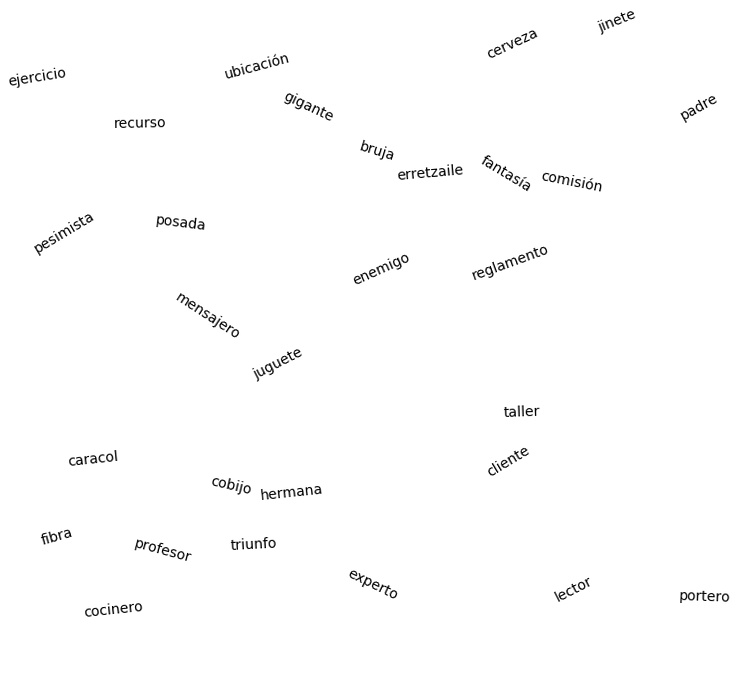 jinete
cerveza
ubicación
ejercicio
gigante
padre
recurso
bruja
erretzaile
fantasía
comisión
pesimista
posada
enemigo
reglamento
mensajero
juguete
taller
caracol
cliente
cobijo
hermana
fibra
profesor
triunfo
experto
lector
portero
cocinero